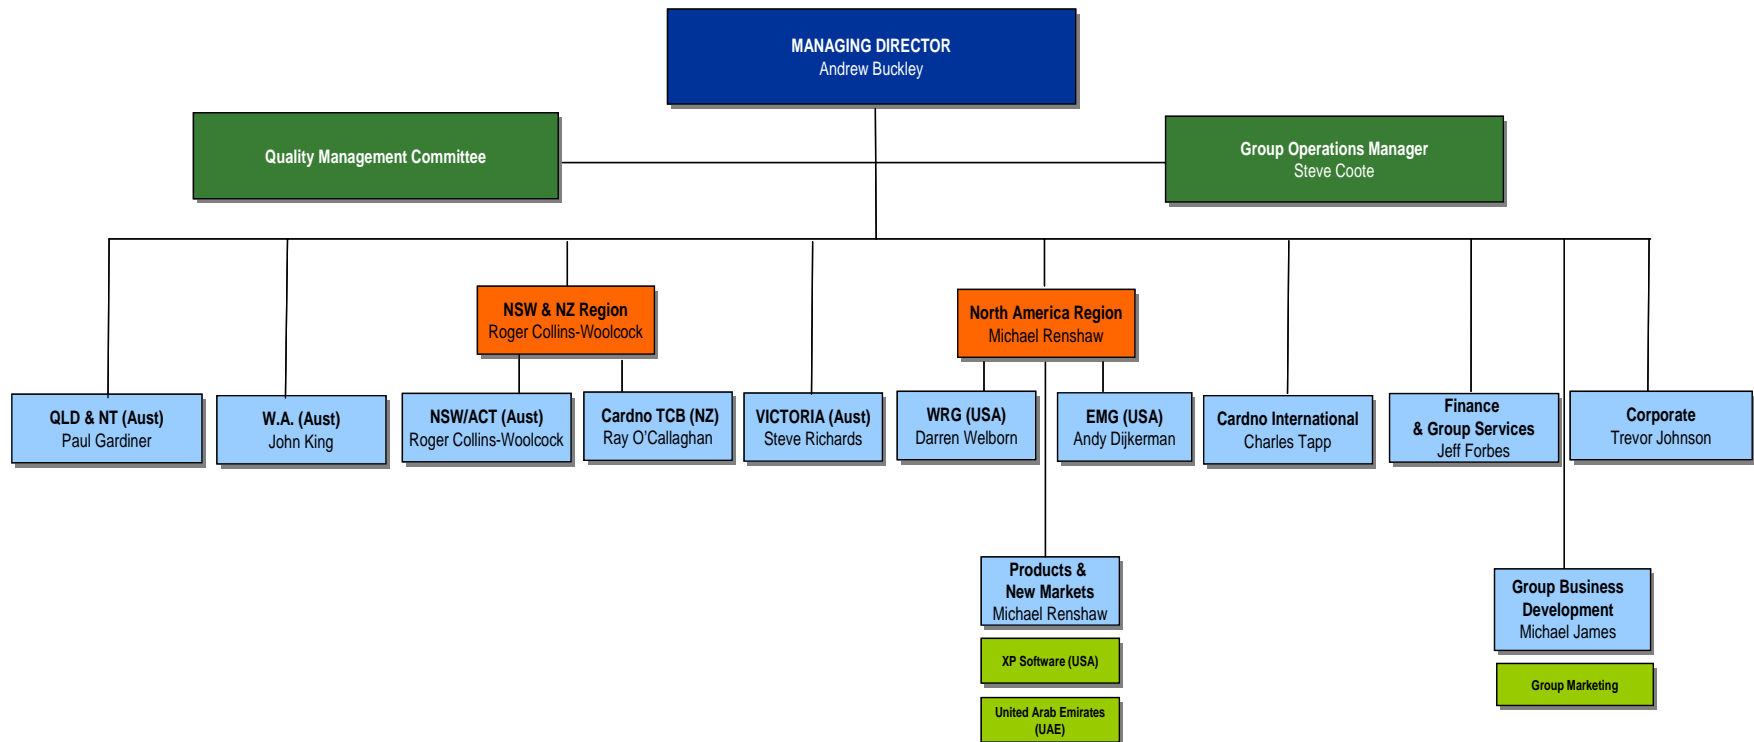 MANAGING DIRECTOR
Andrew Buckley
Quality Management Committee
Group Operations Manager
Steve Coote
NSW & NZ Region
Roger Collins-Woolcock
North America Region
Michael Renshaw
QLD & NT (Aust)
Paul Gardiner
W.A. (Aust)
John King
NSW/ACT (Aust)
Roger Collins-Woolcock
Cardno TCB (NZ)
Ray O'Callaghan
VICTORIA (Aust)
Steve Richards
WRG (USA)
Darren Welborn
EMG (USA)
Andy Dijkerman
Cardno International
Charles Tapp
Finance
& Group Services
Jeff Forbes
Corporate
Trevor Johnson
Products &
New Markets
Michael Renshaw
XP Software (USA)
United Arab Emirates
(UAE)
Group Business
Development
Michael James
Group Marketing